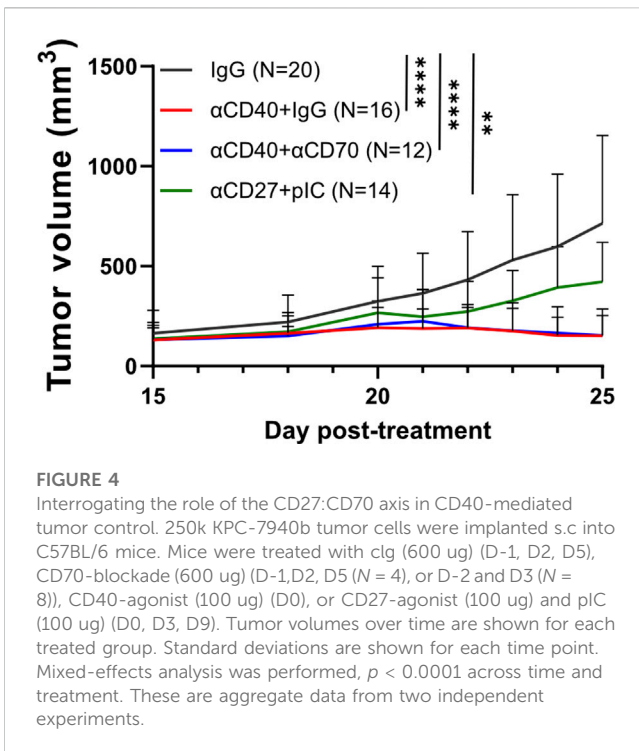 Tumor volume (mm³)
1500
1000
500
0
IgG (N=20)
αCD40+IgG (N=16)
αCD40+αCD70 (N=12)
αCD27+pIC (N=14)
****
****
**
15
20
25
Day post-treatment
FIGURE 4
Interrogating the role of the CD27:CD70 axis in CD40-mediated
tumor control. 250k KPC-7940b tumor cells were implanted s.c into
C57BL/6 mice. Mice were treated with cIg (600 ug) (D-1, D2, D5),
CD70-blockade (600 ug) (D-1,D2, D5 (N = 4), or D-2 and D3 (N =
8)), CD40-agonist (100 ug) (D0), or CD27-agonist (100 ug) and pIC
(100 ug) (D0, D3, D9). Tumor volumes over time are shown for each
treated group. Standard deviations are shown for each time point.
Mixed-effects analysis was performed, p < 0.0001 across time and
treatment. These are aggregate data from two independent
experiments.